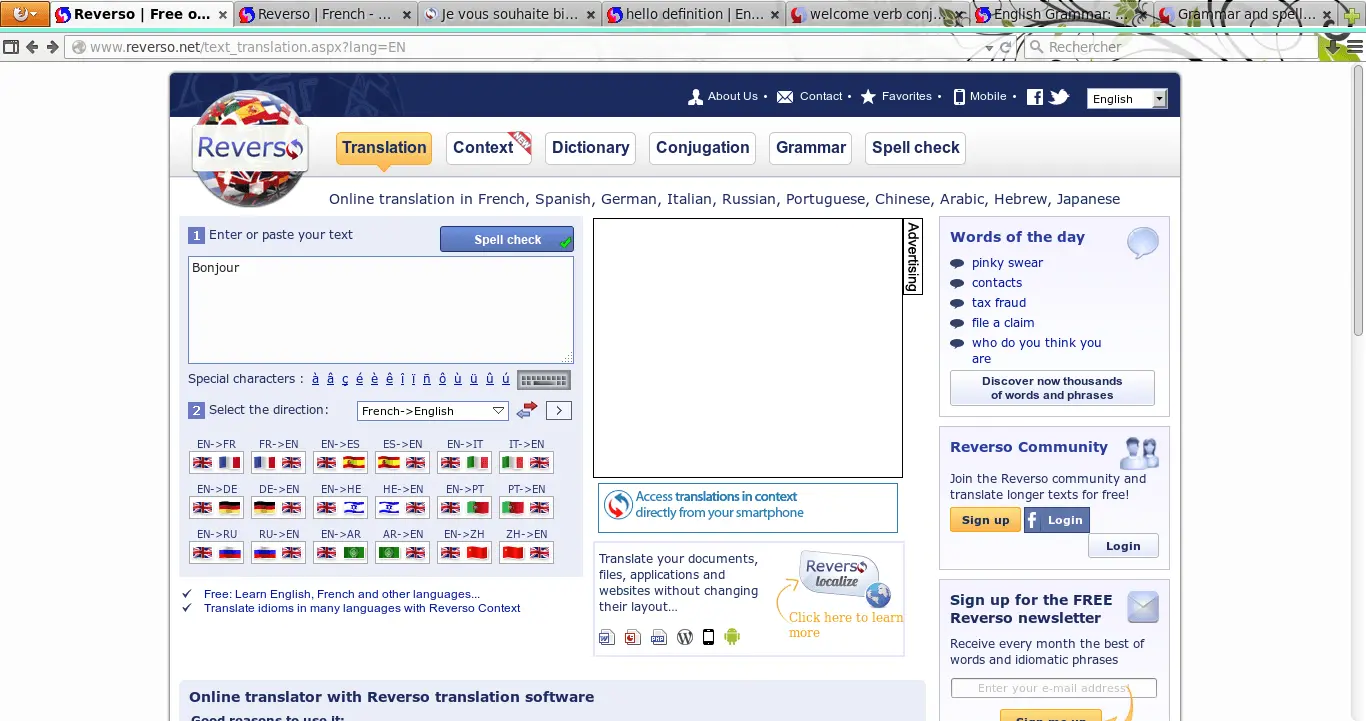 Reverso | Free o...
Reverso | French - ...
Je vous souhaite bi...
hello definition | En...
welcome verb conj...
English Grammar: ...
Grammar and spell...
www.reverso.net/text_translation.aspx?lang=EN
Rechercher
About Us • Contact • Favorites • Mobile •
English
Reverso
Translation
Context
NEW
Dictionary
Conjugation
Grammar
Spell check
Online translation in French, Spanish, German, Italian, Russian, Portuguese, Chinese, Arabic, Hebrew, Japanese
1 Enter or paste your text
Spell check
Bonjour
Special characters : à â ç é è ê î ï ñ ô ù ü û ú
2 Select the direction:
French->English
>
EN->FR FR->EN EN->ES ES->EN EN->IT IT->EN
EN->DE DE->EN EN->HE HE->EN EN->PT PT->EN
EN->RU RU->EN EN->AR AR->EN EN->ZH ZH->EN
Free: Learn English, French and other languages...
Translate idioms in many languages with Reverso Context
Advertising
Access translations in context
directly from your smartphone
Translate your documents,
files, applications and
websites without changing
their layout...
Reverso
localize
Click here to learn
more
Words of the day
pinky swear
contacts
tax fraud
file a claim
who do you think you
are
Discover now thousands
of words and phrases
Reverso Community
Join the Reverso community and
translate longer texts for free!
Sign up
f Login
Login
Sign up for the FREE
Reverso newsletter
Receive every month the best of
words and idiomatic phrases
Enter your e-mail address
Sign me up
Online translator with Reverso translation software
Good reasons to use it: